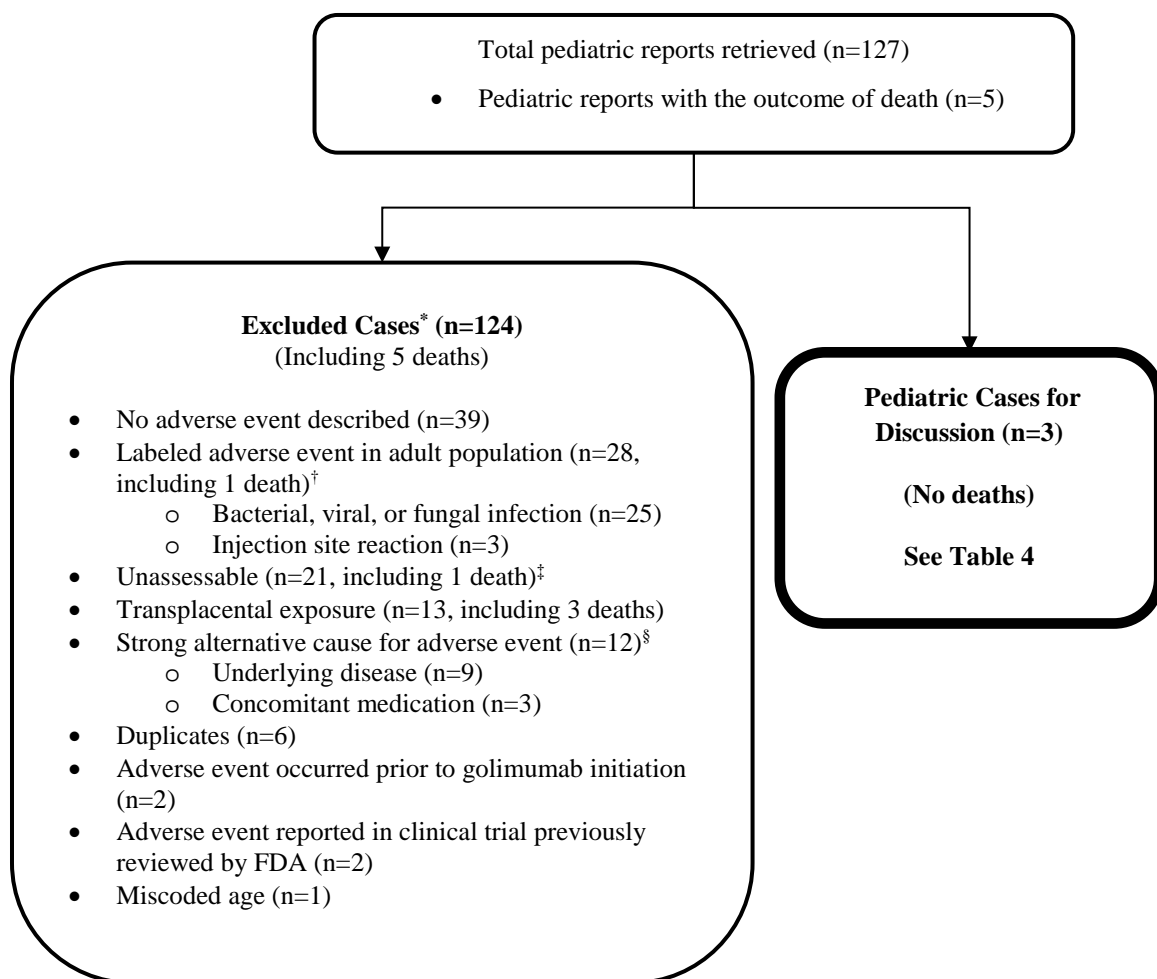 Total pediatric reports retrieved (n=127)
• Pediatric reports with the outcome of death (n=5)
Excluded Cases* (n=124)
(Including 5 deaths)
• No adverse event described (n=39)
• Labeled adverse event in adult population (n=28,
including 1 death)†
o Bacterial, viral, or fungal infection (n=25)
o Injection site reaction (n=3)
• Unassessable (n=21, including 1 death)‡
• Transplacental exposure (n=13, including 3 deaths)
• Strong alternative cause for adverse event (n=12)§
o Underlying disease (n=9)
o Concomitant medication (n=3)
• Duplicates (n=6)
• Adverse event occurred prior to golimumab initiation
(n=2)
• Adverse event reported in clinical trial previously
reviewed by FDA (n=2)
• Miscoded age (n=1)
Pediatric Cases for
Discussion (n=3)
(No deaths)
See Table 4